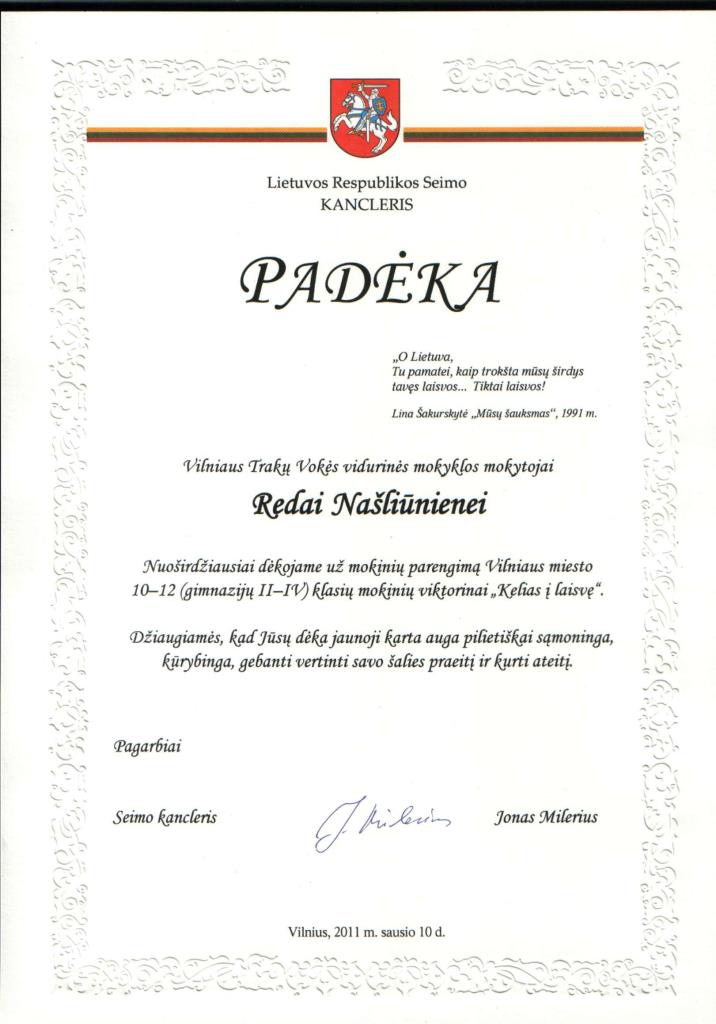 Lietuvos Respublikos Seimo
KANCLERIS
PADĖKA
„O Lietuva,
Tu pamatei, kaip trokšta mūsų širdys
tavęs laisvos... Tiktai laisvos!
Lina Šakurskytė „Mūsų šauksmas“, 1991 m.
Vilniaus Trakų Vokės vidurinės mokyklos mokytojai
Redai Našliūnienei
Nuoširdžiausiai dėkojame už mokinių parengimą Vilniaus miesto
10–12 (gimnazijų II–IV) klasių mokinių viktorinai „Kelias į laisvę“.
Džiaugiamės, kad Jūsų dėka jaunoji karta auga pilietiškai sąmoninga,
kūrybinga, gebanti vertinti savo šalies praeitį ir kurti ateitį.
Pagarbiai
Seimo kancleris J. Milerius Jonas Milerius
Vilnius, 2011 m. sausio 10 d.